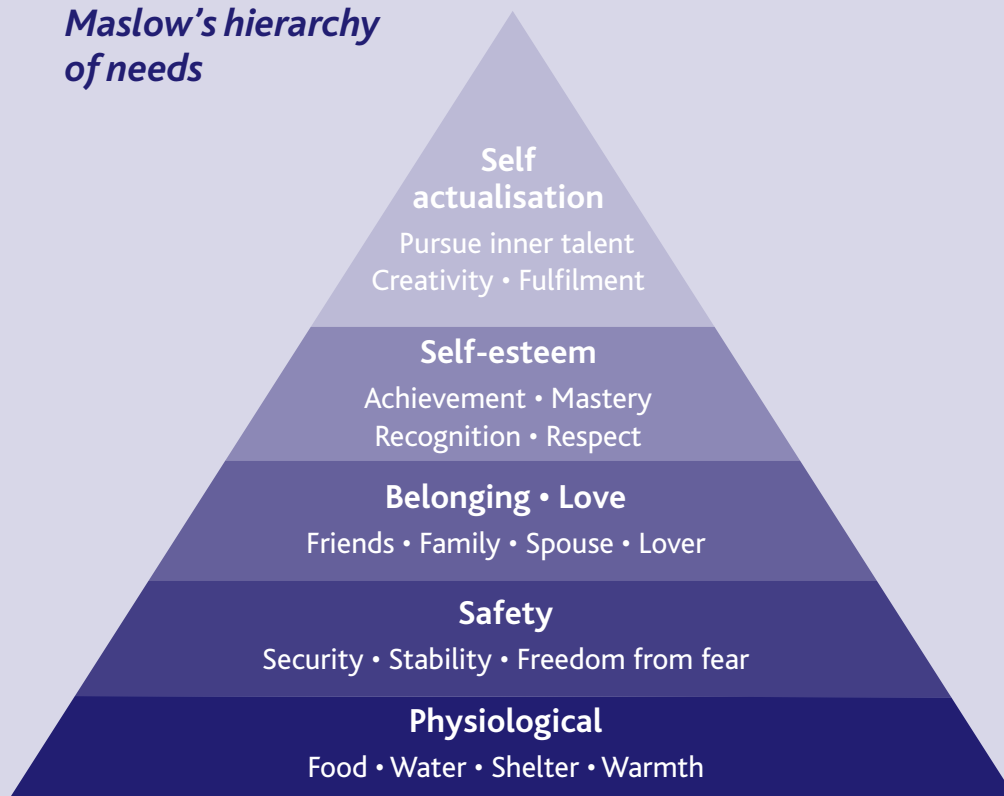 Maslow’s hierarchy
of needs
Self
actualisation
Pursue inner talent
Creativity • Fulfilment
Self-esteem
Achievement • Mastery
Recognition • Respect
Belonging • Love
Friends • Family • Spouse • Lover
Safety
Security • Stability • Freedom from fear
Physiological
Food • Water • Shelter • Warmth